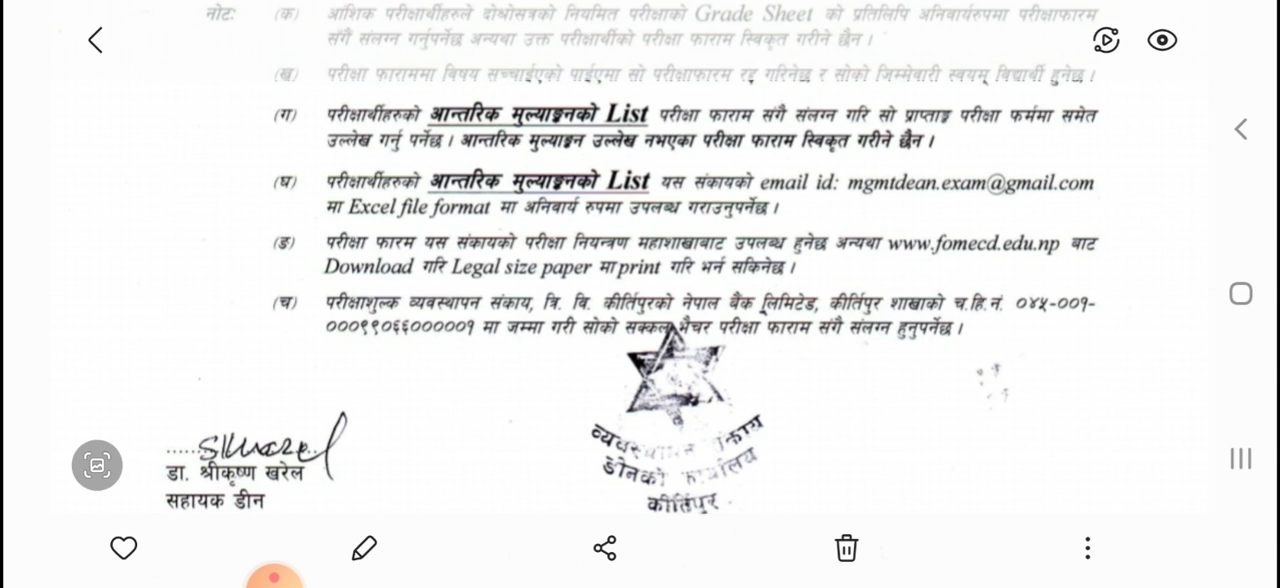 नोट: (क) आंशिक परीक्षार्थीहरुले दोश्रोसत्रको नियमित परीक्षाको Grade Sheet को प्रतिलिपि अनिवार्यरुपमा परीक्षाफारम
संगै संलग्न गर्नुपर्नेछ अन्यथा उक्त परीक्षार्थीको परीक्षा फाराम स्विकृत गरीने छैन ।
(ख) परीक्षा फाराममा विषय सच्चाईएको पाईएमा सो परीक्षाफारम रद्द गरिनेछ र सोको जिम्मेवारी स्वयम् विद्यार्थी हुनेछ ।
(ग) परीक्षार्थीहरुको आन्तरिक मुल्याङ्कनको List परीक्षा फाराम संगै संलग्न गरि सो प्राप्ताङ्क परीक्षा फर्ममा समेत
उल्लेख गर्नु पर्नेछ । आन्तरिक मुल्याङ्कन उल्लेख नभएका परीक्षा फाराम स्विकृत गरीने छैन ।
(घ) परीक्षार्थीहरुको आन्तरिक मुल्याङ्कनको List यस संकायको email id: mgmtdean.exam@gmail.com
मा Excel file format मा अनिवार्य रुपमा उपलब्ध गराउनुपर्नेछ ।
(ङ) परीक्षा फारम यस संकायको परीक्षा नियन्त्रण महाशाखाबाट उपलब्ध हुनेछ अन्यथा www.fomecd.edu.np बाट
Download गरि Legal size paper मा print गरि भर्न सकिनेछ ।
(च) परीक्षाशुल्क व्यवस्थापन संकाय, त्रि. वि. कीर्तिपुरको नेपाल बैंक लिमिटेड, कीर्तिपुर शाखाको च.हि.नं. ०४५-००१-
०००९९०६६००००००१ मा जम्मा गरी सोको सक्कल भौचर परीक्षा फाराम संगै संलग्न हुनुपर्नेछ ।
व्यवस्थापन संकाय
डीनको कार्यालय
कीर्तिपुर
डा. श्रीकृष्ण खरेल
सहायक डीन